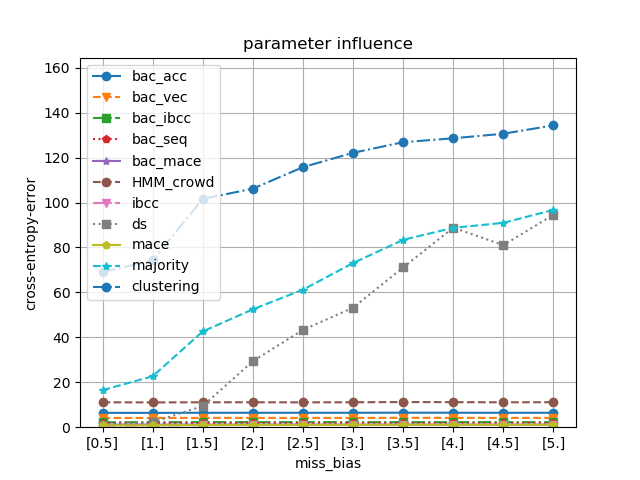 parameter influence
cross-entropy-error
160
140
120
100
80
60
40
20
0
bac_acc
bac_vec
bac_ibcc
bac_seq
bac_mace
HMM_crowd
ibcc
ds
mace
majority
clustering
[0.5] [1.] [1.5] [2.] [2.5] [3.] [3.5] [4.] [4.5] [5.]
miss_bias